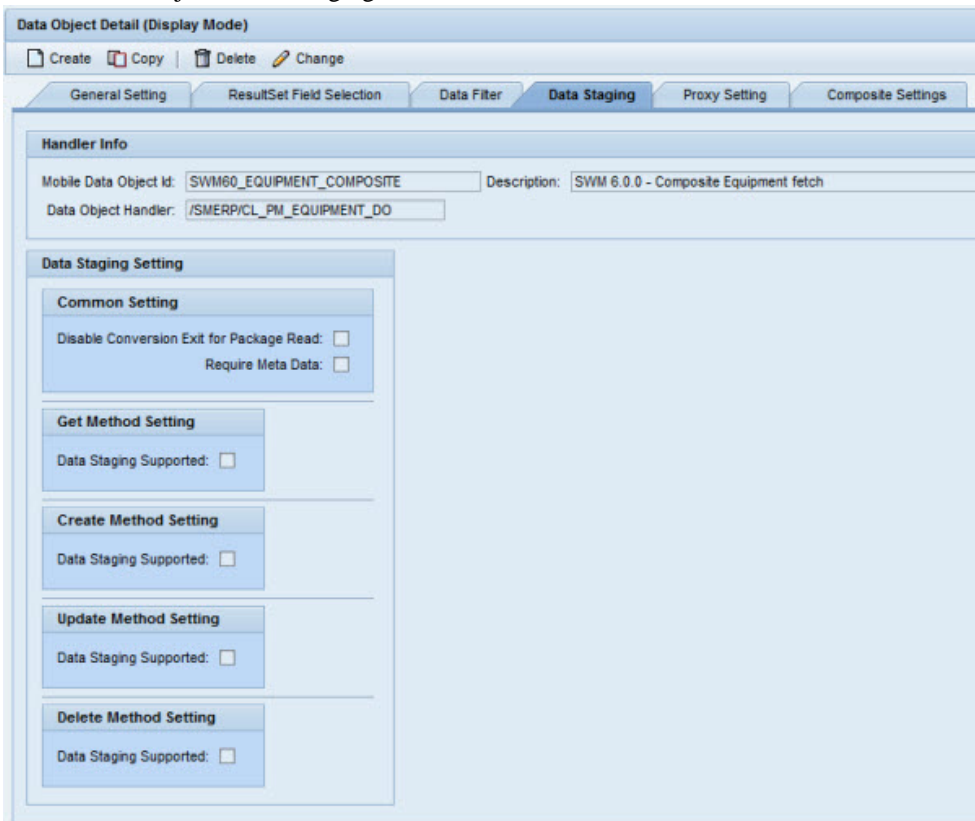 Data Object Detail (Display Mode)
Create Copy | Delete Change
General Setting ResultSet Field Selection Data Filter Data Staging Proxy Setting Composite Settings
Handler Info
Mobile Data Object Id: SWM60_EQUIPMENT_COMPOSITE Description: SWM 6.0.0 - Composite Equipment fetch
Data Object Handler: /SMERP/CL_PM_EQUIPMENT_DO
Data Staging Setting
Common Setting
Disable Conversion Exit for Package Read:
Require Meta Data:
Get Method Setting
Data Staging Supported:
Create Method Setting
Data Staging Supported:
Update Method Setting
Data Staging Supported:
Delete Method Setting
Data Staging Supported: